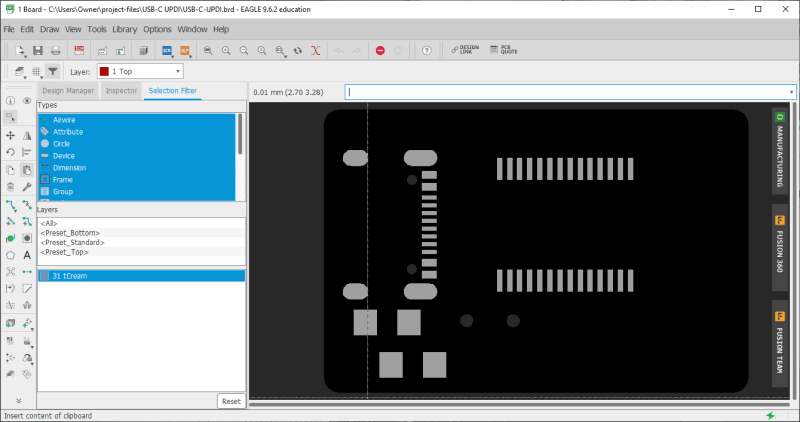 1 Board - C:\Users\Owner\project-files\USB-C UPDI\USB-C-UPDI.brd - EAGLE 9.6.2 education
File Edit Draw View Tools Library Options Window Help
DESIGN LINK
PCB QUOTE
Layer: 1 Top
Design Manager Inspector Selection Filter
0.01 mm (2.70 3.28)
Types
Airwire
Attribute
Circle
Device
Dimension
Frame
Group
Layers
<All>
<Preset_Bottom>
<Preset_Standard>
<Preset_Top>
31 tCream
Reset
MANUFACTURING
FUSION 360
FUSION TEAM
Insert content of clipboard